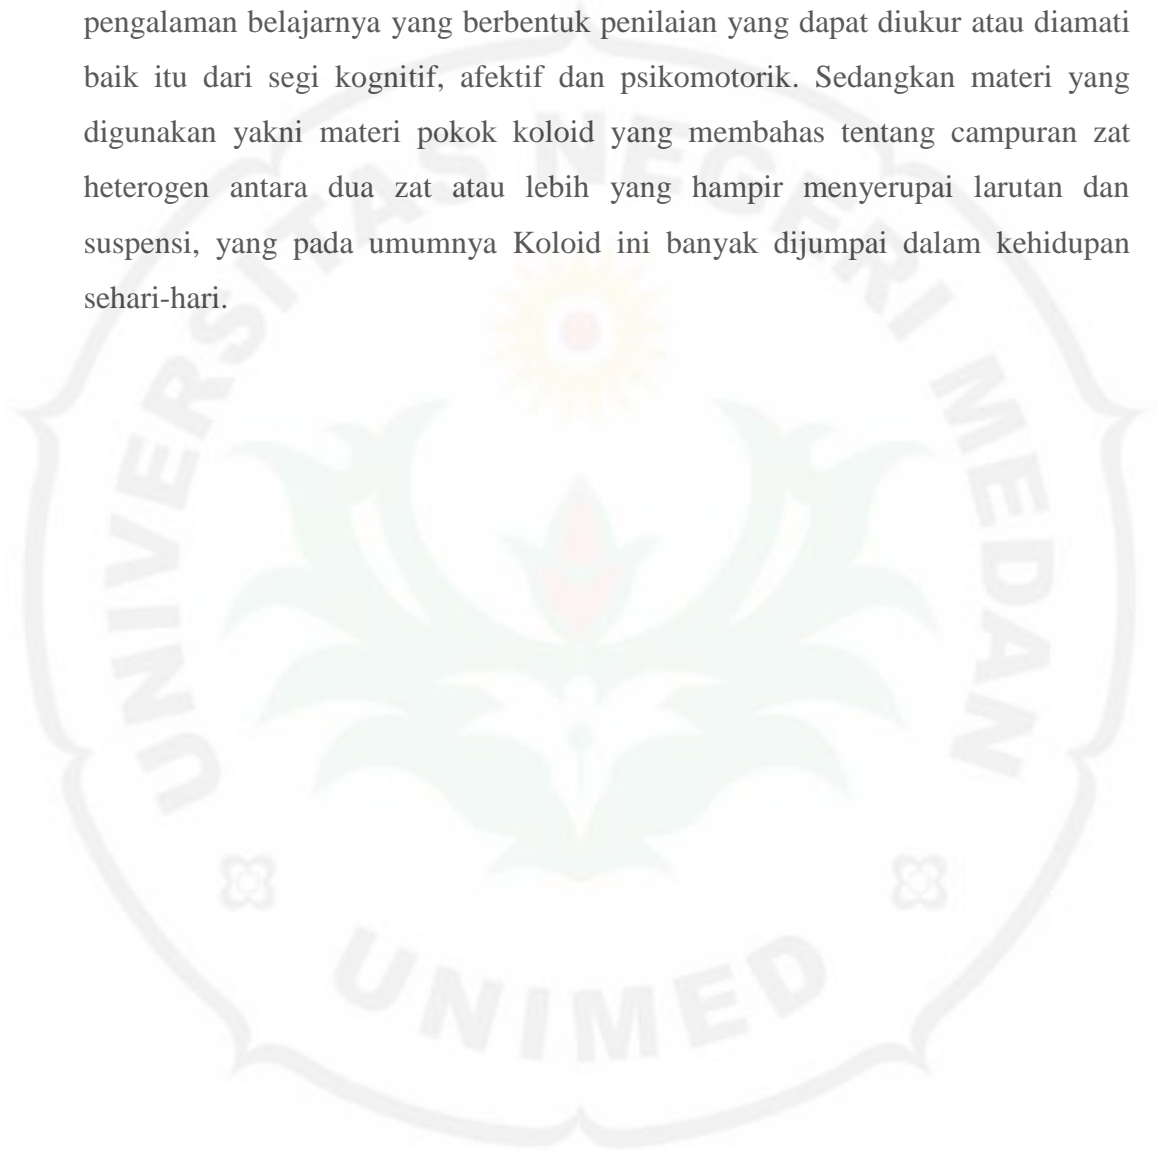 pengalaman belajarnya yang berbentuk penilaian yang dapat diukur atau diamati
baik itu dari segi kognitif, afektif dan psikomotorik. Sedangkan materi yang
digunakan yakni materi pokok koloid yang membahas tentang campuran zat
heterogen antara dua zat atau lebih yang hampir menyerupai larutan dan
suspensi, yang pada umumnya Koloid ini banyak dijumpai dalam kehidupan
sehari-hari.
UNIVERSITAS NEGERI MEDAN
UNIMED